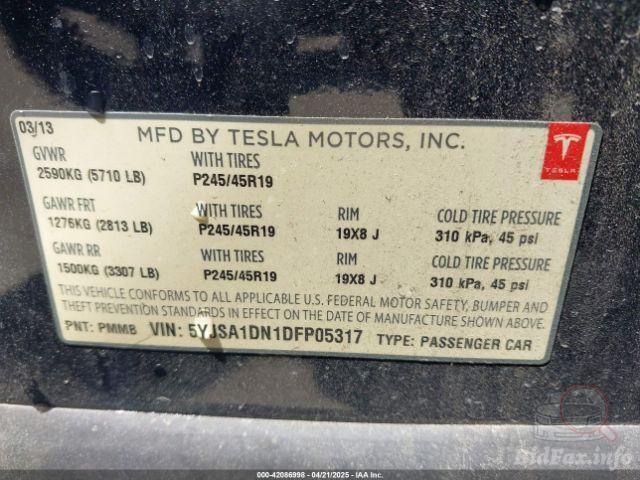 03/13
MFD BY TESLA MOTORS, INC.
TESLA
GVWR WITH TIRES
2590KG (5710 LB) P245/45R19
GAWR FRT WITH TIRES RIM COLD TIRE PRESSURE
1276KG (2813 LB) P245/45R19 19X8 J 310 kPa, 45 psi
GAWR RR WITH TIRES RIM COLD TIRE PRESSURE
1500KG (3307 LB) P245/45R19 19X8 J 310 kPa, 45 psi
THIS VEHICLE CONFORMS TO ALL APPLICABLE U.S. FEDERAL MOTOR SAFETY, BUMPER AND
THEFT PREVENTION STANDARDS IN EFFECT ON THE DATE OF MANUFACTURE SHOWN ABOVE.
PNT: PMMB VIN: 5YJSA1DN1DFP05317 TYPE: PASSENGER CAR
BidFax.info
000-42086998 - 04/21/2025 - IAA Inc.